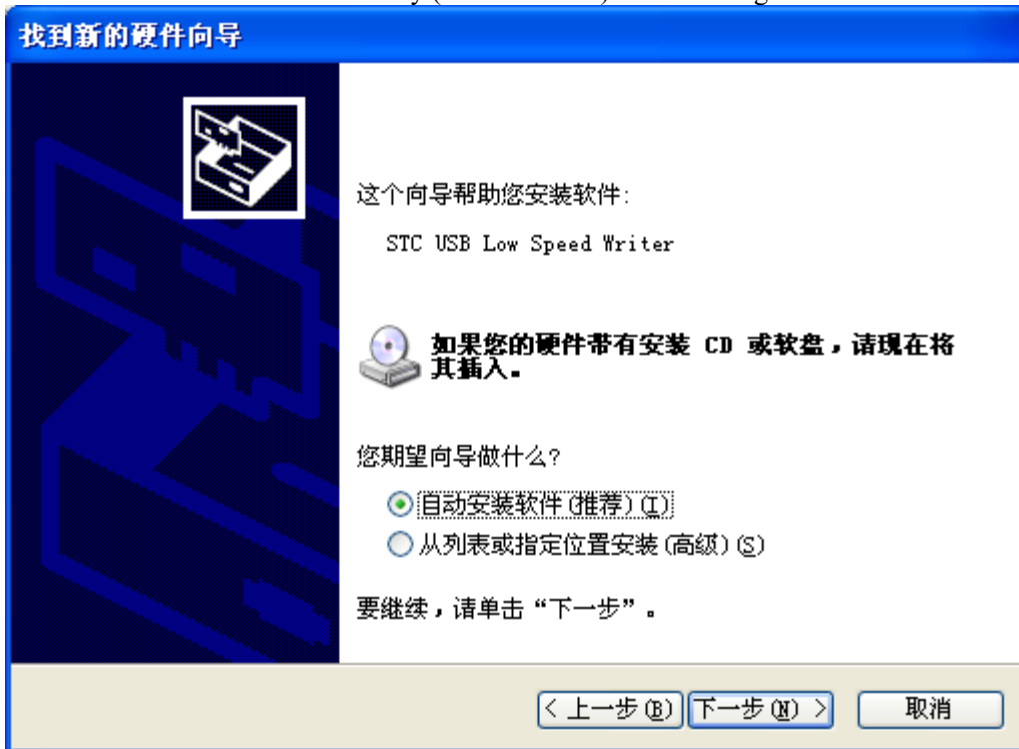 找到新的硬件向导
这个向导帮助您安装软件:
STC USB Low Speed Writer
如果您的硬件带有安装 CD 或软盘，请现在将
其插入。
您期望向导做什么?
自动安装软件(推荐)(I)
从列表或指定位置安装(高级)(S)
要继续，请单击“下一步”。
< 上一步(B) 下一步(N) > 取消